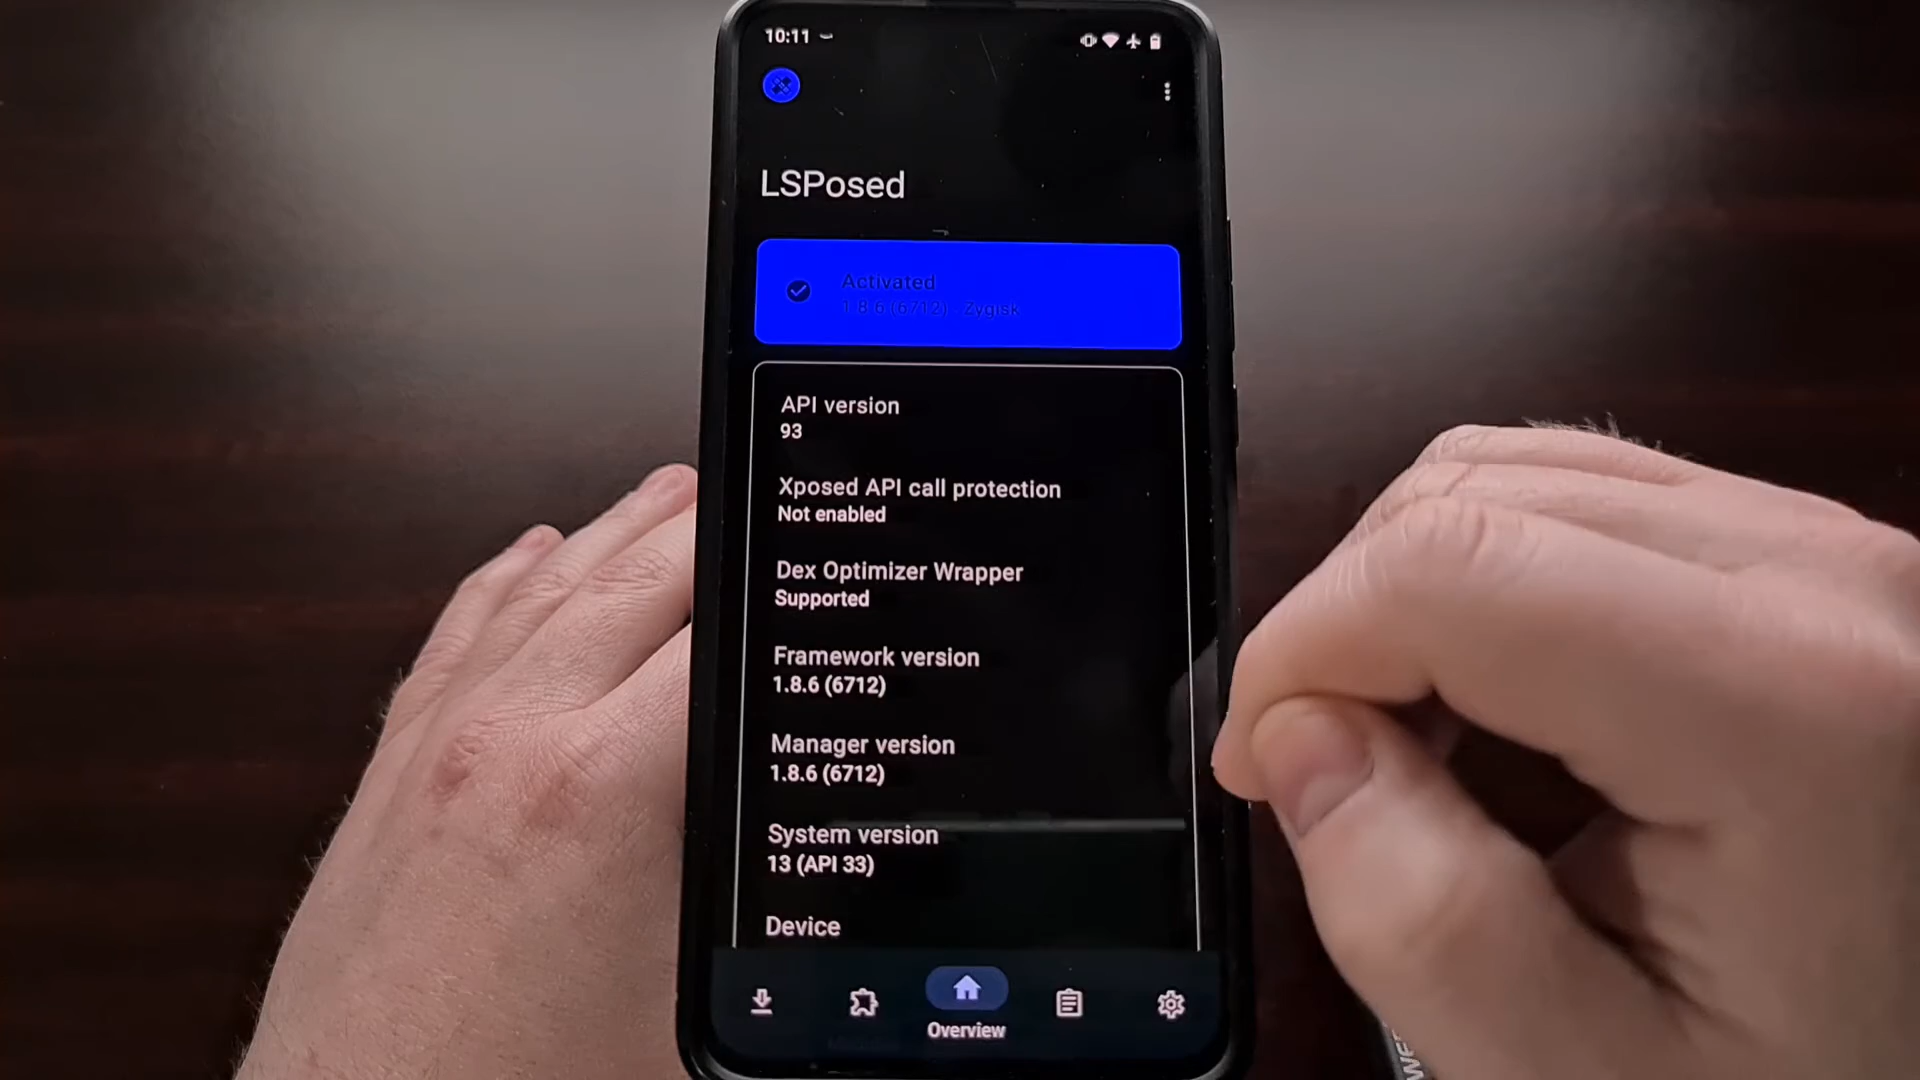 10:11
LSPosed
Activated
1.8.6 (6712) - Zygisk
API version
93
Xposed API call protection
Not enabled
Dex Optimizer Wrapper
Supported
Framework version
1.8.6 (6712)
Manager version
1.8.6 (6712)
System version
13 (API 33)
Device
Overview